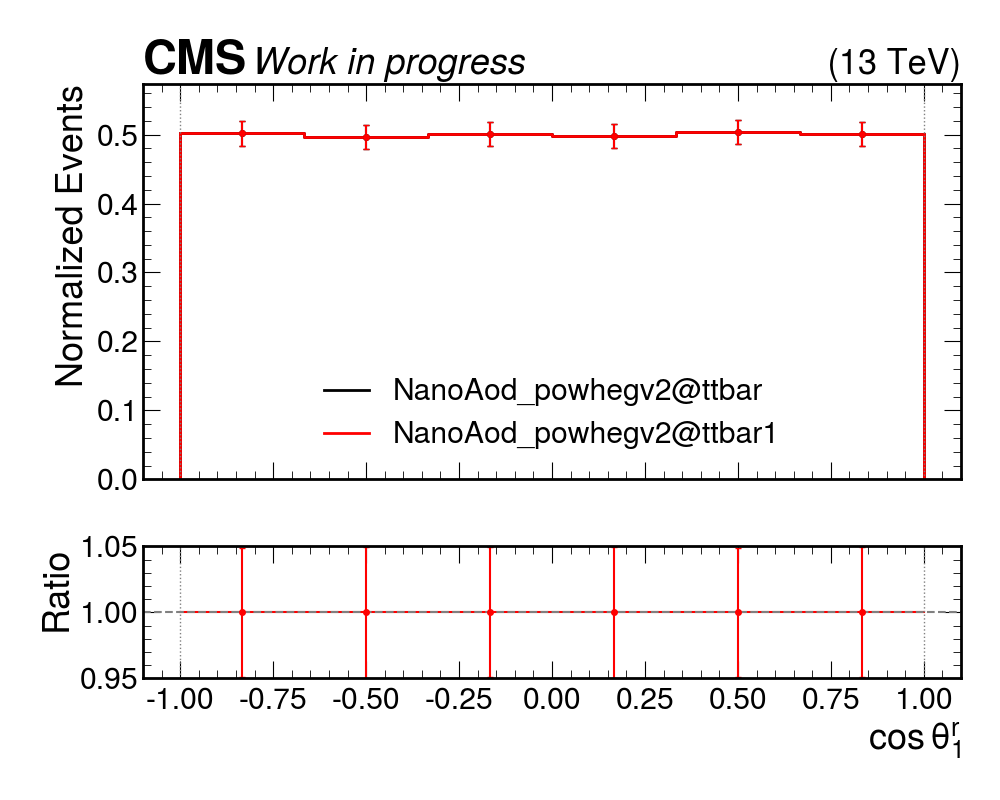 CMS Work in progress (13 TeV)
Normalized Events
0.5
0.4
0.3
0.2
0.1
0.0
NanoAod_powhegv2@ttbar
NanoAod_powhegv2@ttbar1
Ratio
1.05
1.00
0.95
-1.00 -0.75 -0.50 -0.25 0.00 0.25 0.50 0.75 1.00
cos θ₁ʳ